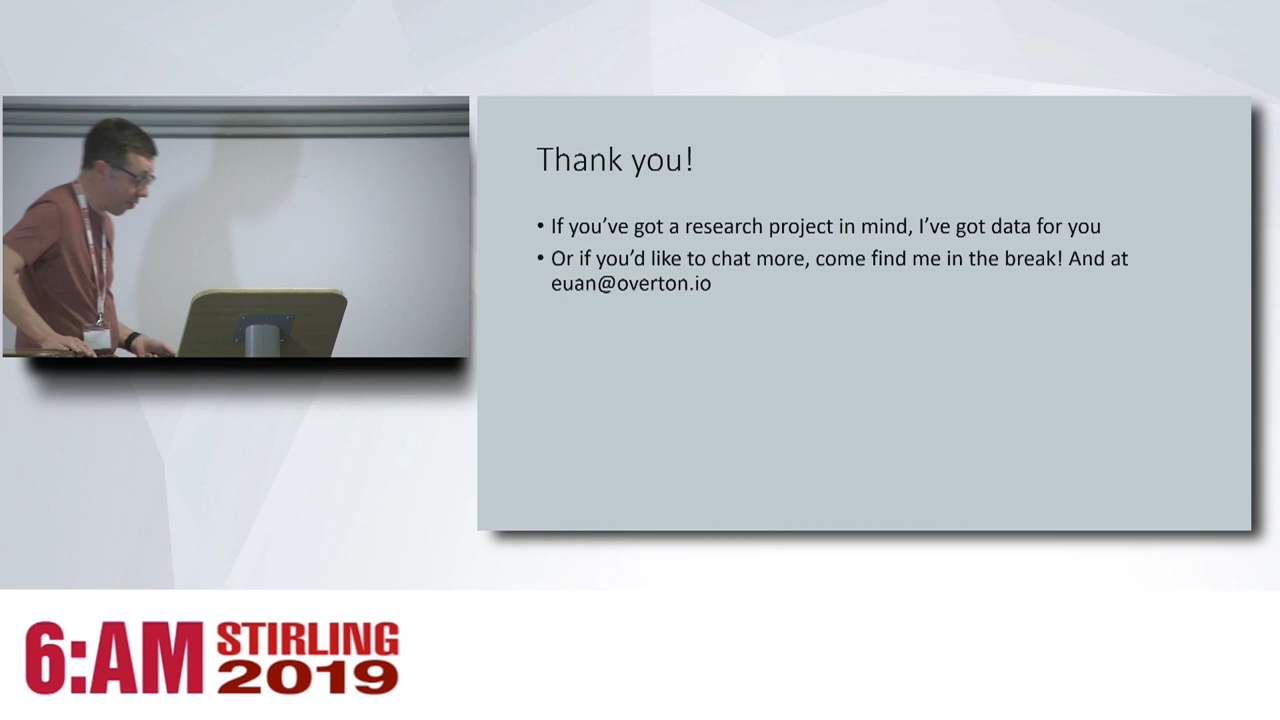 Thank you!
• If you’ve got a research project in mind, I’ve got data for you
• Or if you’d like to chat more, come find me in the break! And at
euan@overton.io
6:AM STIRLING
2019